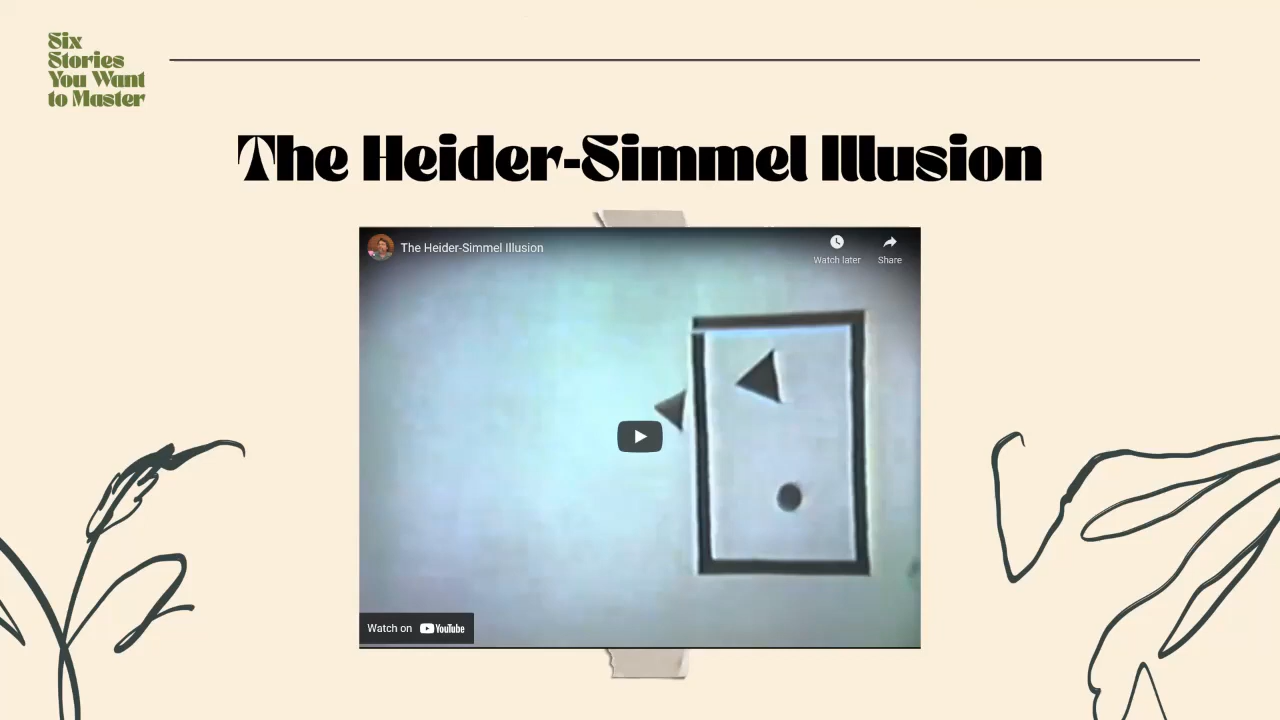 Six
Stories
You Want
to Master
The Heider-Simmel Illusion
The Heider-Simmel Illusion
Watch later
Share
Watch on YouTube